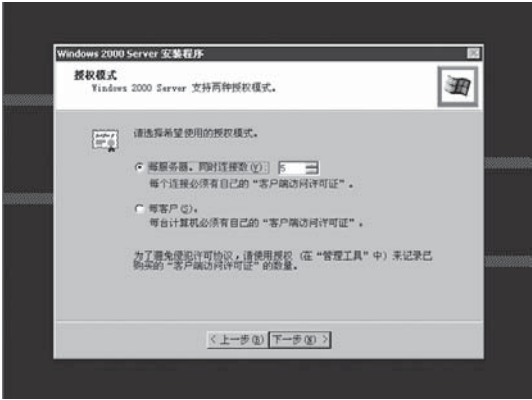 Windows 2000 Server 安装程序
授权模式
Windows 2000 Server 支持两种授权模式。
请选择希望使用的授权模式。
每服务器。同时连接数(V): 5
每个连接必须有自己的“客户端访问许可证”。
每客户(S)。
每台计算机必须有自己的“客户端访问许可证”。
为了避免侵犯许可协议，请使用授权（在“管理工具”中）来记录已
购买的“客户端访问许可证”的数量。
< 上一步(B) 下一步(N) >